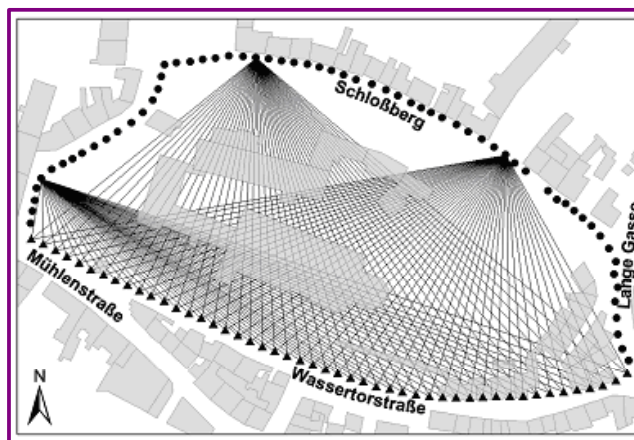 Schloßberg
Lange Gasse
Mühlenstraße
Wassertorstraße
N